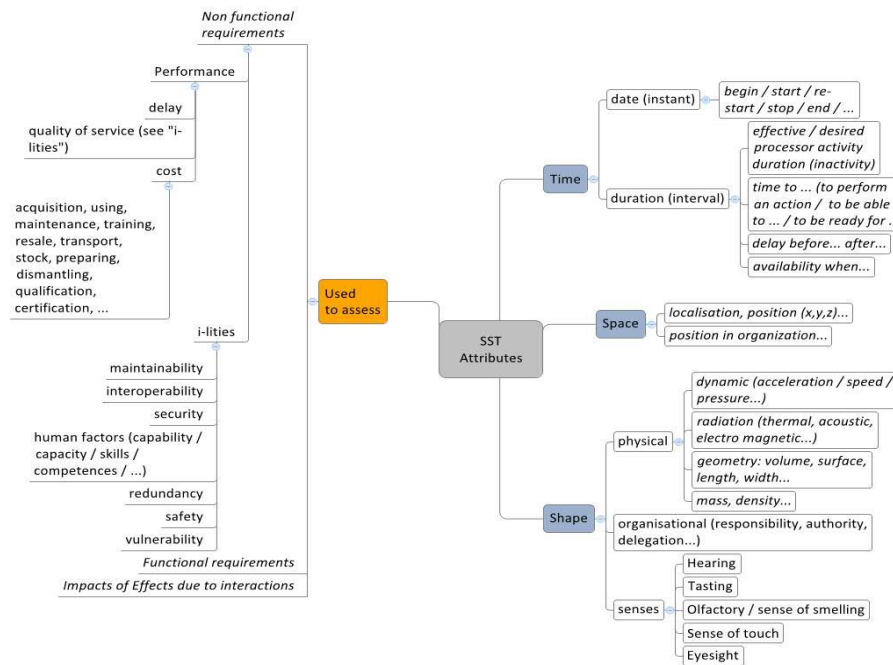 Non functional
requirements
Performance
delay
quality of service (see "i-
lities")
cost
acquisition, using,
maintenance, training,
resale, transport,
stock, preparing,
dismantling,
qualification,
certification, ...
i-lities
maintainability
interoperability
security
human factors (capability /
capacity / skills /
competences / ...)
redundancy
safety
vulnerability
Functional requirements
Impacts of Effects due to interactions
Used
to assess
SST
Attributes
Time
date (instant)
begin / start / re-
start / stop / end / ...
duration (interval)
effective / desired
processor activity
duration (inactivity)
time to ... (to perform
an action / to be able
to ... / to be ready for ..
delay before... after...
availability when...
Space
localisation, position (x,y,z)...
position in organization...
Shape
physical
dynamic (acceleration / speed /
pressure...)
radiation (thermal, acoustic,
electro magnetic...)
geometry: volume, surface,
length, width...
mass, density...
organisational (responsibility, authority,
delegation...)
senses
Hearing
Tasting
Olfactory / sense of smelling
Sense of touch
Eyesight